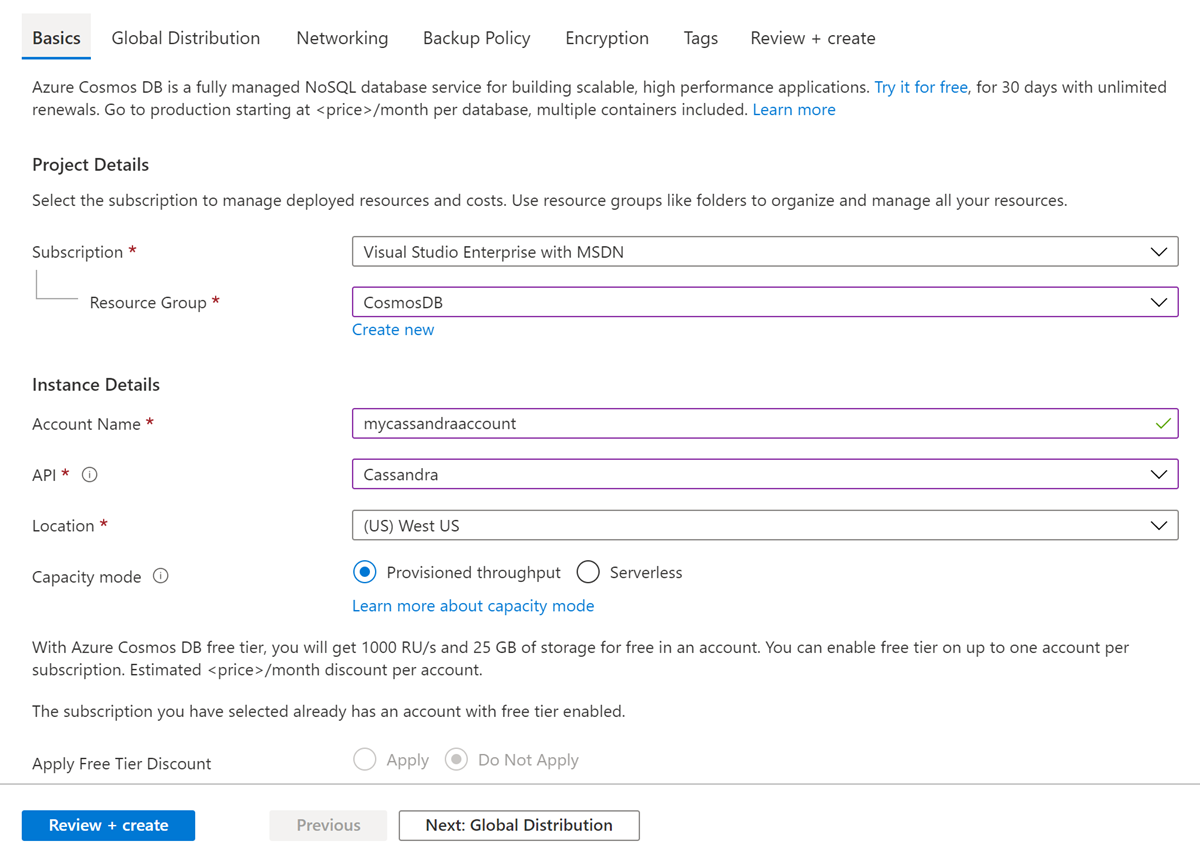 Basics Global Distribution Networking Backup Policy Encryption Tags Review + create
Azure Cosmos DB is a fully managed NoSQL database service for building scalable, high performance applications. Try it for free, for 30 days with unlimited
renewals. Go to production starting at <price>/month per database, multiple containers included. Learn more
Project Details
Select the subscription to manage deployed resources and costs. Use resource groups like folders to organize and manage all your resources.
Subscription * Visual Studio Enterprise with MSDN
Resource Group * CosmosDB
Create new
Instance Details
Account Name * mycassandraaccount
API * Cassandra
Location * (US) West US
Capacity mode Provisioned throughput Serverless
Learn more about capacity mode
With Azure Cosmos DB free tier, you will get 1000 RU/s and 25 GB of storage for free in an account. You can enable free tier on up to one account per
subscription. Estimated <price>/month discount per account.
The subscription you have selected already has an account with free tier enabled.
Apply Free Tier Discount Apply Do Not Apply
Review + create Previous Next: Global Distribution